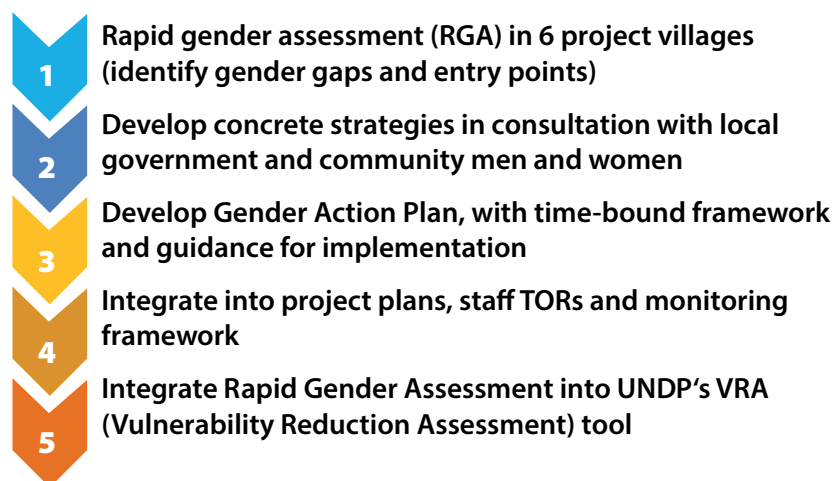 1
Rapid gender assessment (RGA) in 6 project villages
(identify gender gaps and entry points)
2
Develop concrete strategies in consultation with local
government and community men and women
3
Develop Gender Action Plan, with time-bound framework
and guidance for implementation
4
Integrate into project plans, staff TORs and monitoring
framework
5
Integrate Rapid Gender Assessment into UNDP‘s VRA
(Vulnerability Reduction Assessment) tool